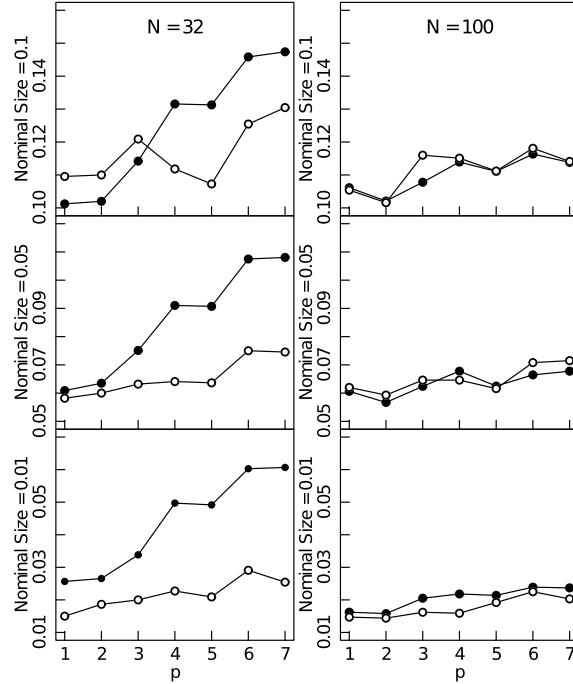 N = 32
N = 100
Nominal Size = 0.1
0.10 0.12 0.14
Nominal Size = 0.1
0.10 0.12 0.14
Nominal Size = 0.05
0.05 0.07 0.09
Nominal Size = 0.05
0.05 0.07 0.09
Nominal Size = 0.01
0.01 0.03 0.05
Nominal Size = 0.01
0.01 0.03 0.05
1 2 3 4 5 6 7
1 2 3 4 5 6 7
p
p